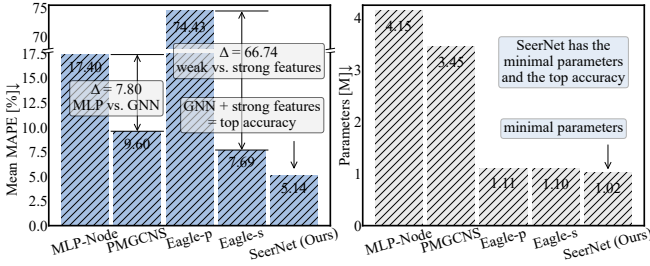 Mean MAPE [%]↓
75
70
17.5
15.0
12.5
10.0
7.5
5.0
2.5
0.0
17.40
9.60
74.43
7.69
5.14
Δ = 7.80
MLP vs. GNN
Δ = 66.74
weak vs. strong features
GNN + strong features
= top accuracy
MLP-Node
PMGCNS
Eagle-p
Eagle-s
SeerNet (Ours)
Parameters [M]↓
4
3
2
1
0
4.15
3.45
1.11
1.10
1.02
SeerNet has the
minimal parameters
and the top accuracy
minimal parameters
MLP-Node
PMGCNS
Eagle-p
Eagle-s
SeerNet (Ours)